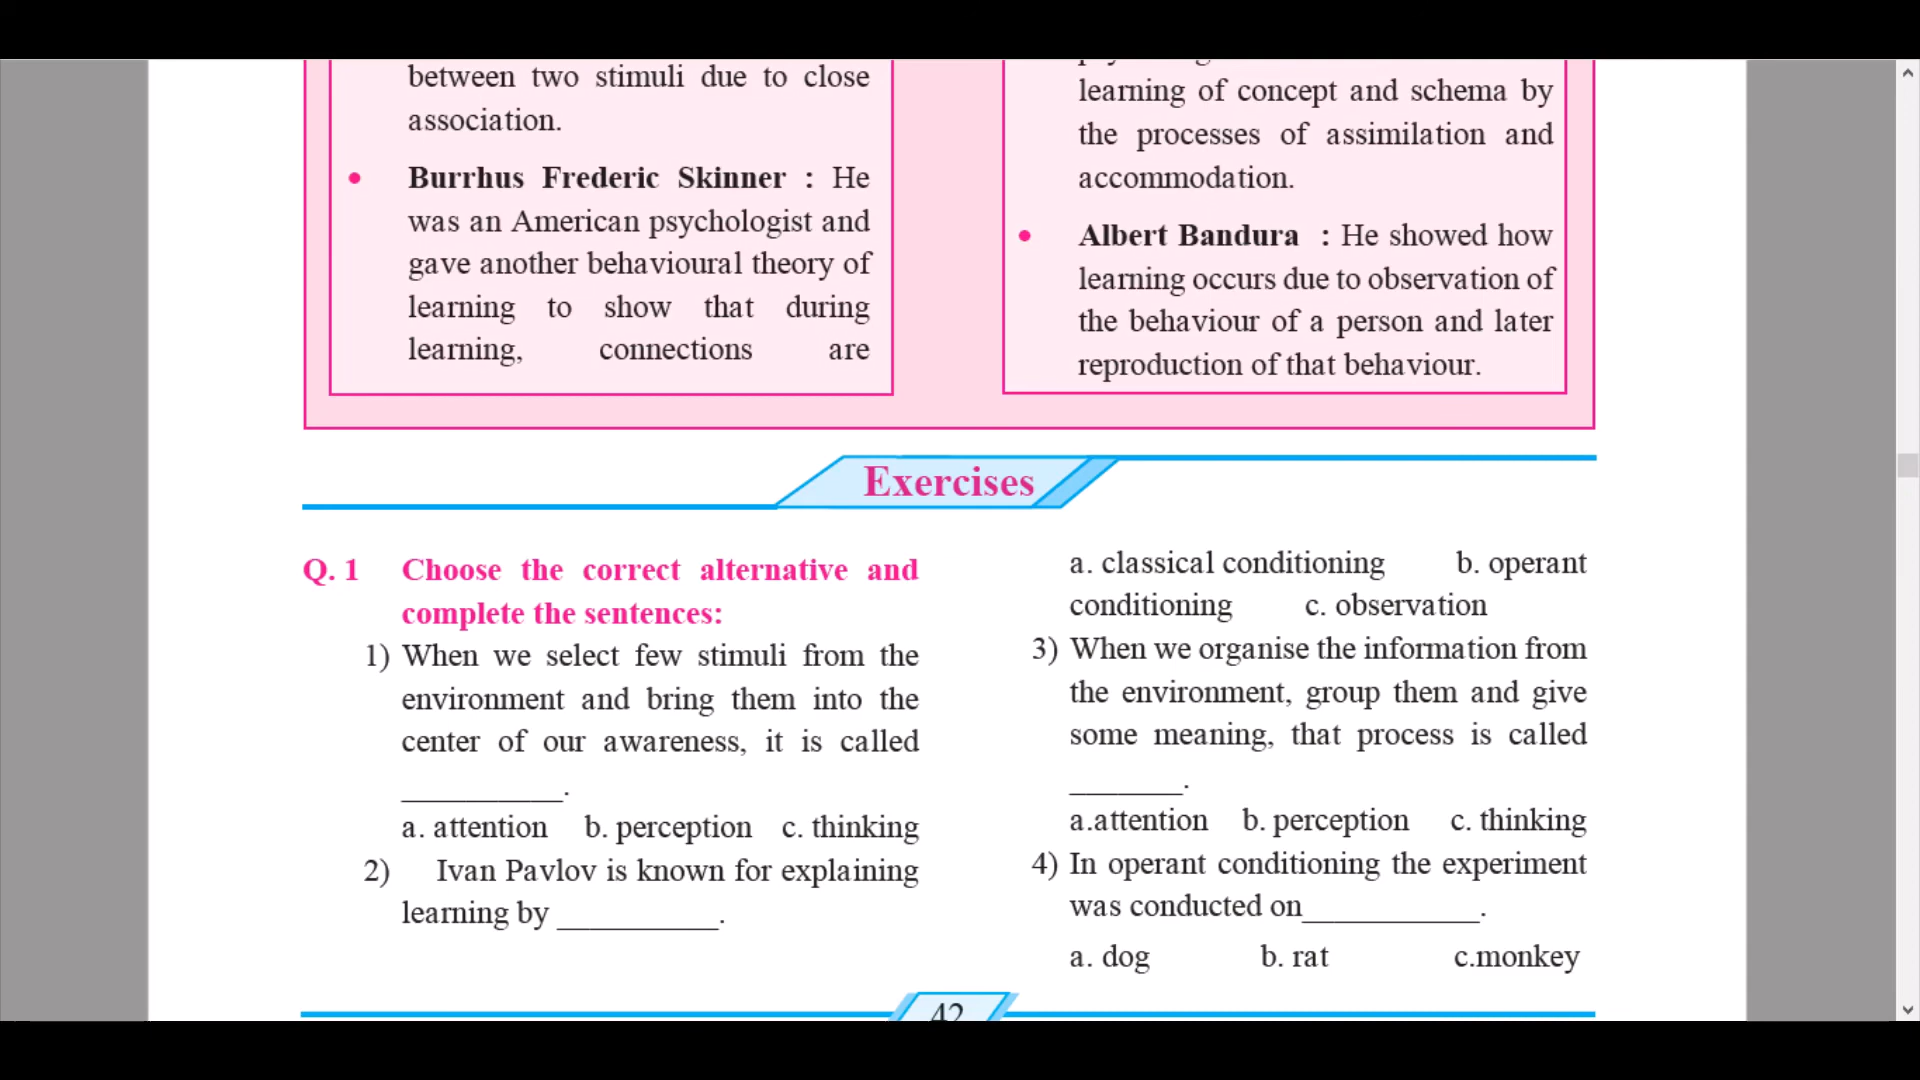 between two stimuli due to close
association.
• Burrhus Frederic Skinner : He
was an American psychologist and
gave another behavioural theory of
learning to show that during
learning, connections are
learning of concept and schema by
the processes of assimilation and
accommodation.
• Albert Bandura : He showed how
learning occurs due to observation of
the behaviour of a person and later
reproduction of that behaviour.
Exercises
Q. 1 Choose the correct alternative and
complete the sentences:
1) When we select few stimuli from the
environment and bring them into the
center of our awareness, it is called
__________.
a. attention b. perception c. thinking
2) Ivan Pavlov is known for explaining
learning by __________.
a. classical conditioning b. operant
conditioning c. observation
3) When we organise the information from
the environment, group them and give
some meaning, that process is called
_______.
a.attention b. perception c. thinking
4) In operant conditioning the experiment
was conducted on___________.
a. dog b. rat c.monkey
42